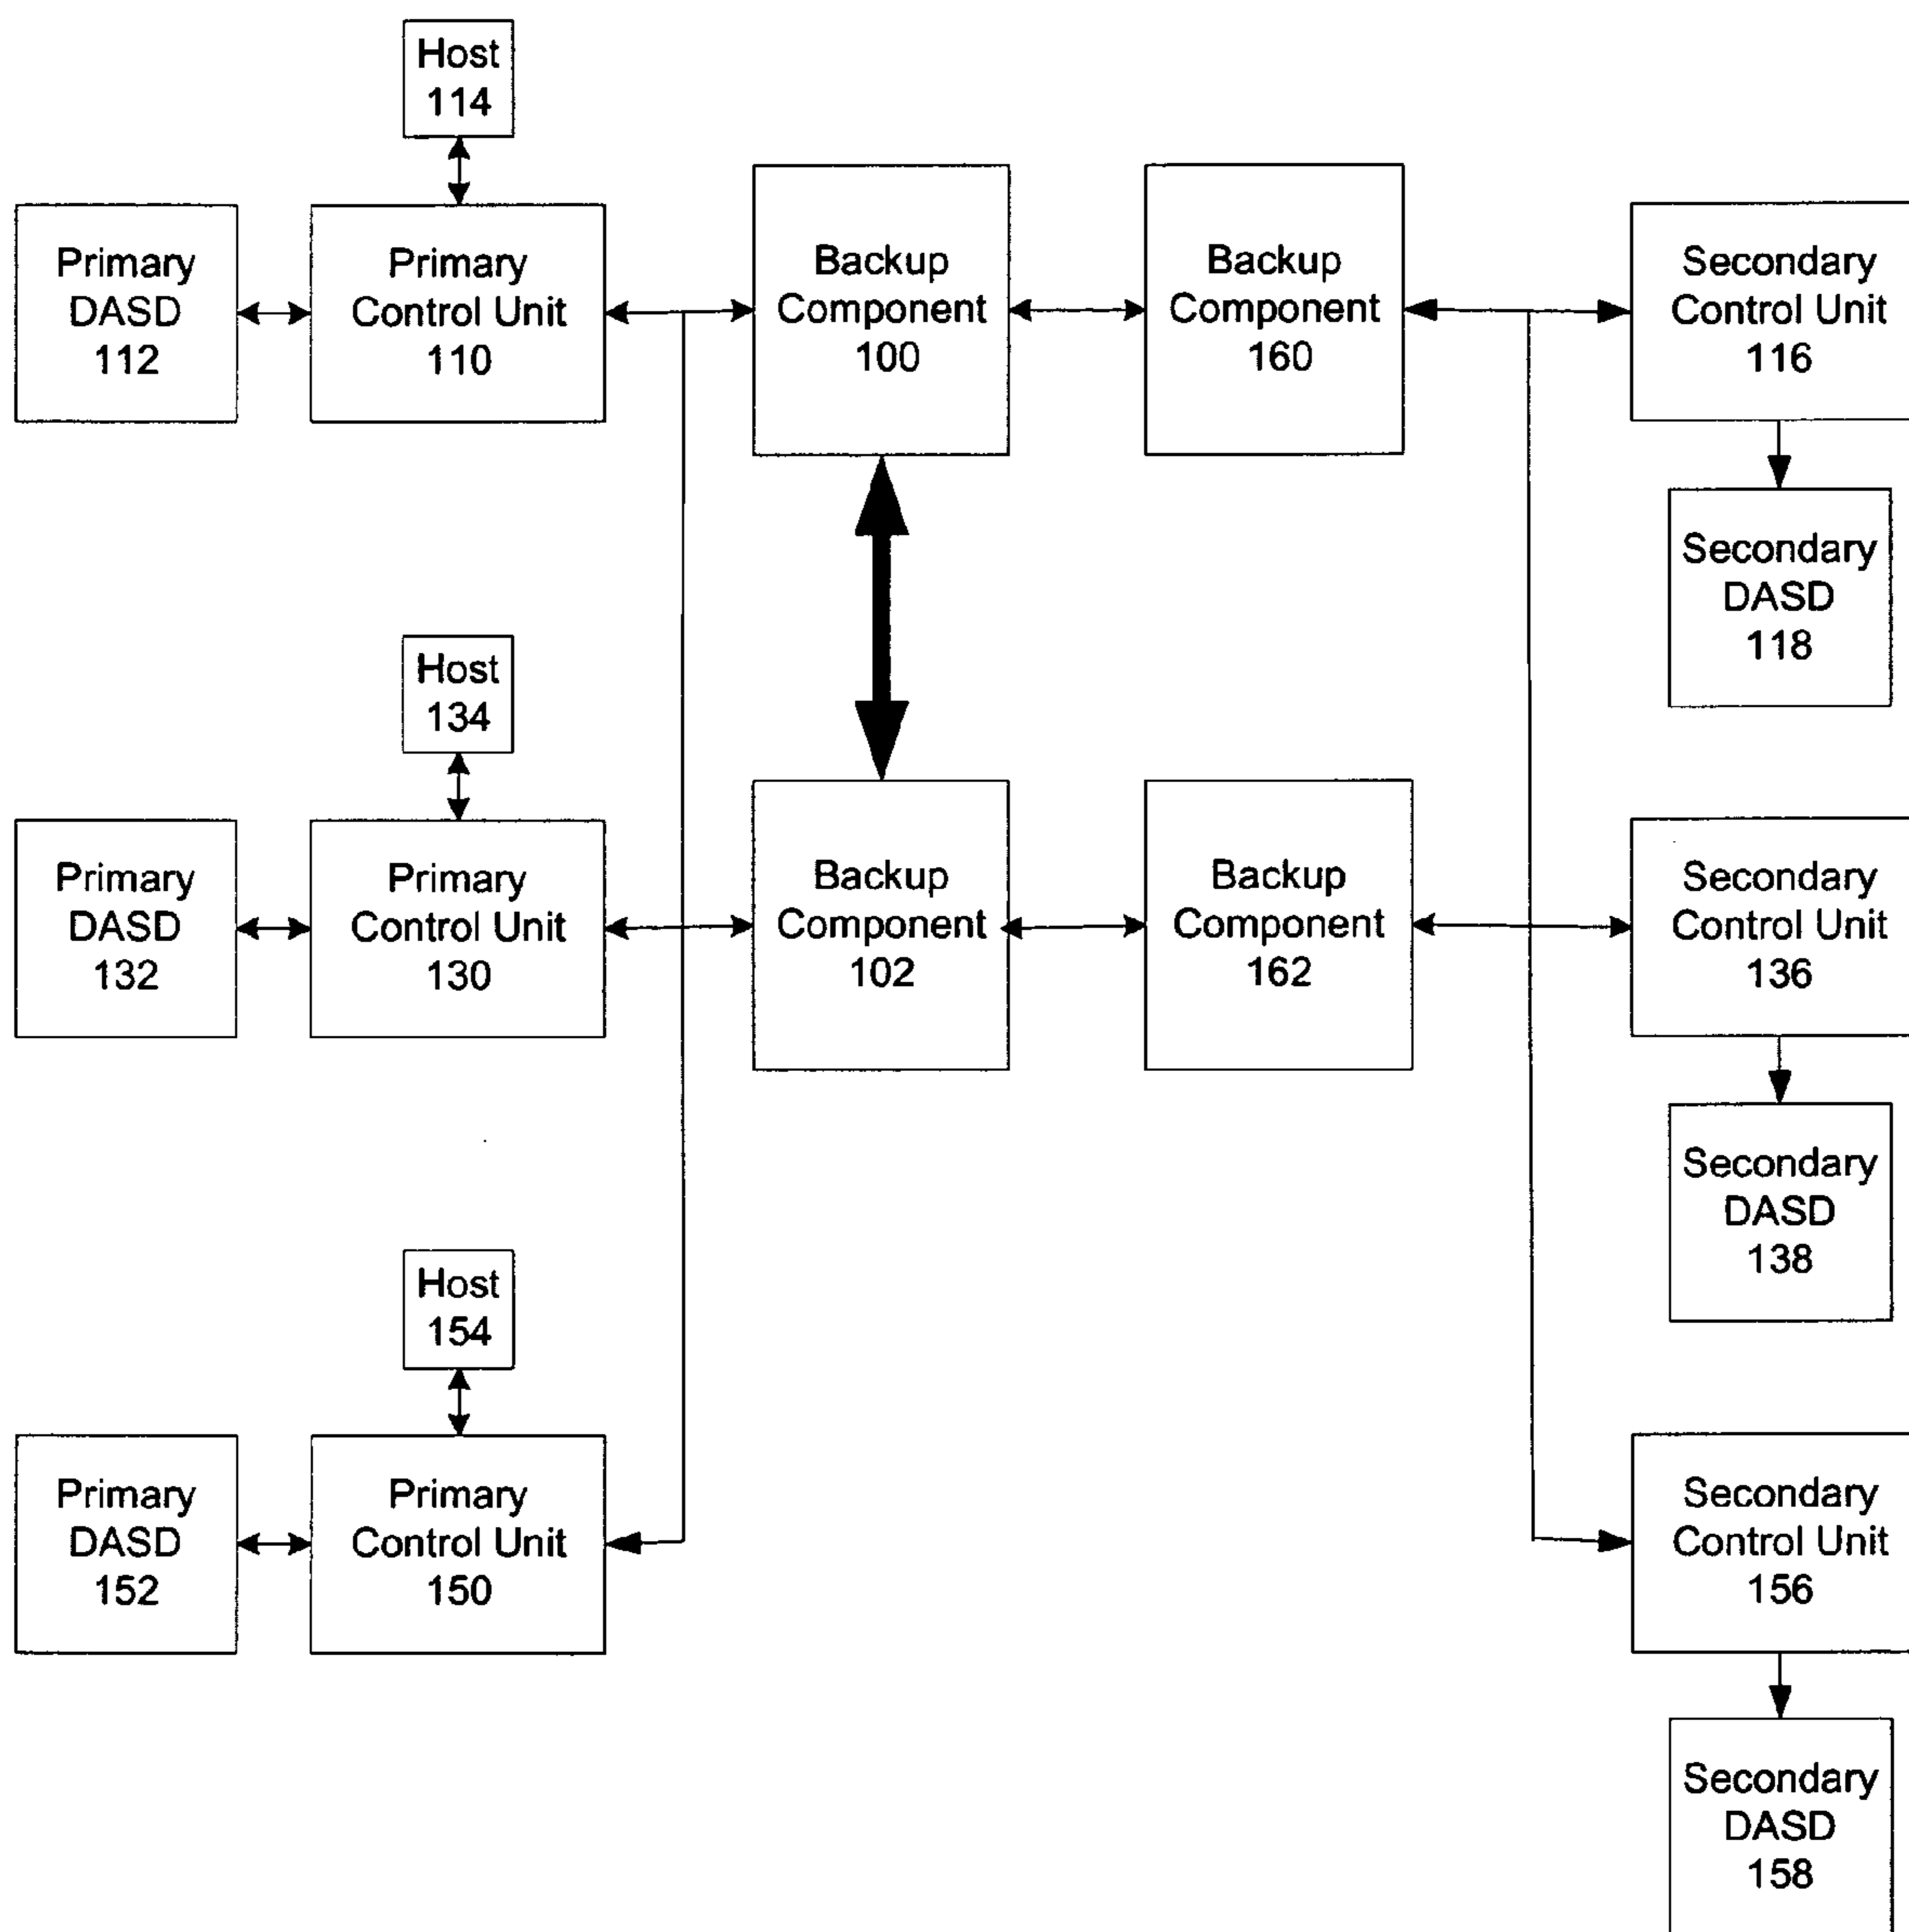 Host
114
Primary
DASD
112
Primary
Control Unit
110
Backup
Component
100
Backup
Component
160
Secondary
Control Unit
116
Secondary
DASD
118
Host
134
Primary
DASD
132
Primary
Control Unit
130
Backup
Component
102
Backup
Component
162
Secondary
Control Unit
136
Secondary
DASD
138
Host
154
Primary
DASD
152
Primary
Control Unit
150
Secondary
Control Unit
156
Secondary
DASD
158